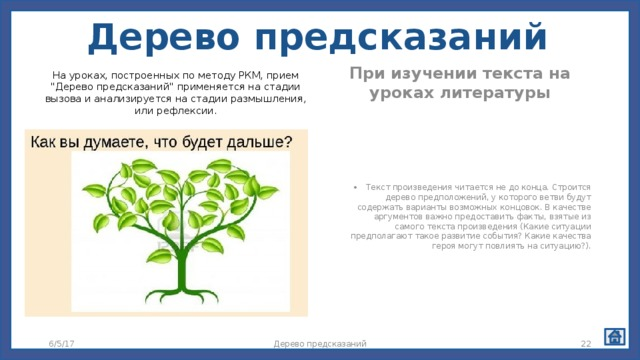 Дерево предсказаний
На уроках, построенных по методу РКМ, прием
"Дерево предсказаний" применяется на стадии
вызова и анализируется на стадии размышления,
или рефлексии.
Как вы думаете, что будет дальше?
При изучении текста на
уроках литературы
• Текст произведения читается не до конца. Строится
дерево предположений, у которого ветви будут
содержать варианты возможных концовок. В качестве
аргументов важно предоставить факты, взятые из
самого текста произведения (Какие ситуации
предполагают такое развитие события? Какие качества
героя могут повлиять на ситуацию?).
6/5/17
Дерево предсказаний
22